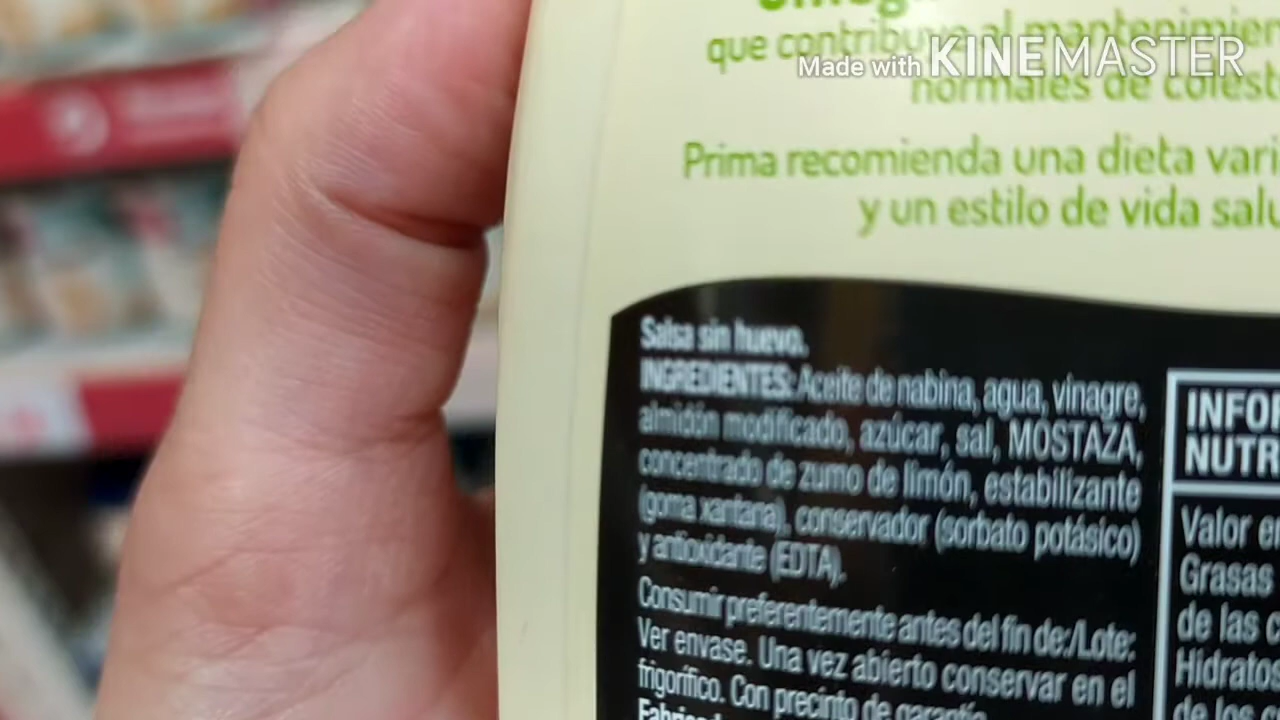 que contribuye al mantenimien
Made with KINEMASTER
normales de colest
Prima recomienda una dieta vari
y un estilo de vida salu
Salsa sin huevo.
INGREDIENTES: Aceite de nabina, agua, vinagre,
almidón modificado, azúcar, sal, MOSTAZA,
concentrado de zumo de limón, estabilizante
(goma xantana), conservador (sorbato potásico)
y antioxidante (EDTA).
Consumir preferentemente antes del fin de:/Lote:
Ver envase. Una vez abierto conservar en el
frigorífico. Con precinto de garantía.
INFOR
NUTR
Valor en
Grasas
de las c
Hidratos